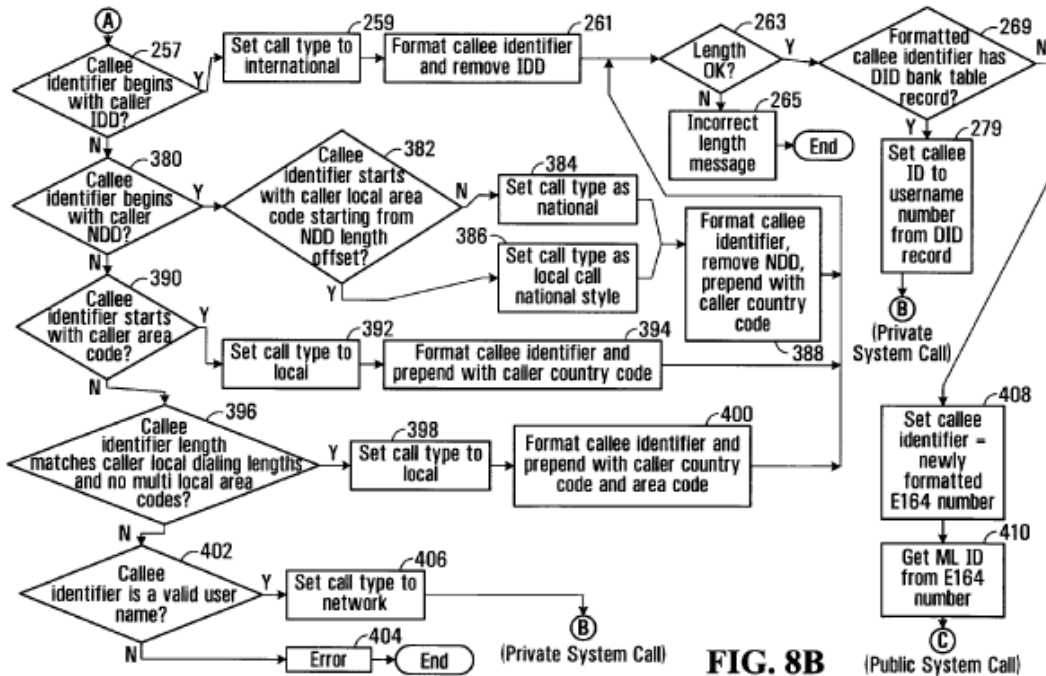 A
257
Callee
identifier begins
with caller
IDD?
Y
N
259
Set call type to
international
261
Format callee identifier
and remove IDD
263
Length
OK?
Y
N
265
Incorrect
length
message
End
269
Formatted
callee identifier has
DID bank table
record?
N
Y
279
Set callee
ID to
username
number
from DID
record
B
(Private
System Call)
380
Callee
identifier begins
with caller
NDD?
Y
N
382
Callee
identifier starts
with caller local area
code starting from
NDD length
offset?
N
Y
384
Set call type as
national
386
Set call type as
local call
national style
Format callee
identifier,
remove NDD,
prepend with
caller country
code
388
390
Callee
identifier starts
with caller area
code?
Y
N
392
Set call type to
local
394
Format callee identifier and
prepend with caller country code
396
Callee
identifier length
matches caller local dialing lengths
and no multi local area
codes?
Y
N
398
Set call type to local
400
Format callee identifier and
prepend with caller country
code and area code
402
Callee
identifier is a valid user
name?
Y
N
406
Set call type to
network
B
(Private System Call)
404
Error
End
408
Set callee
identifier =
newly
formatted
E164 number
410
Get ML ID
from E164
number
C
(Public System Call)
FIG. 8B